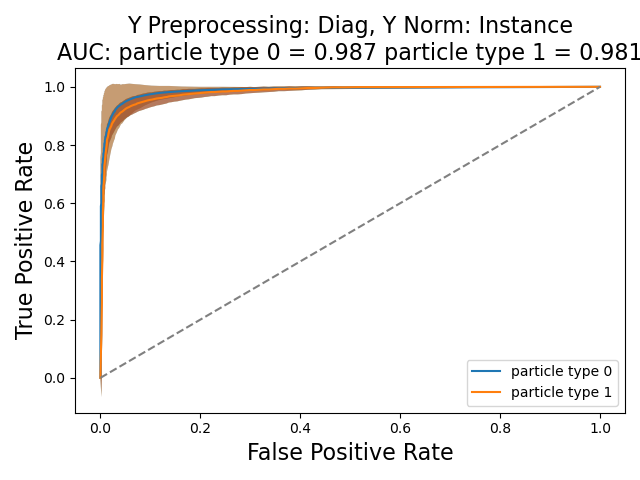 Y Preprocessing: Diag, Y Norm: Instance
AUC: particle type 0 = 0.987 particle type 1 = 0.981
True Positive Rate
1.0
0.8
0.6
0.4
0.2
0.0
particle type 0
particle type 1
0.0 0.2 0.4 0.6 0.8 1.0
False Positive Rate